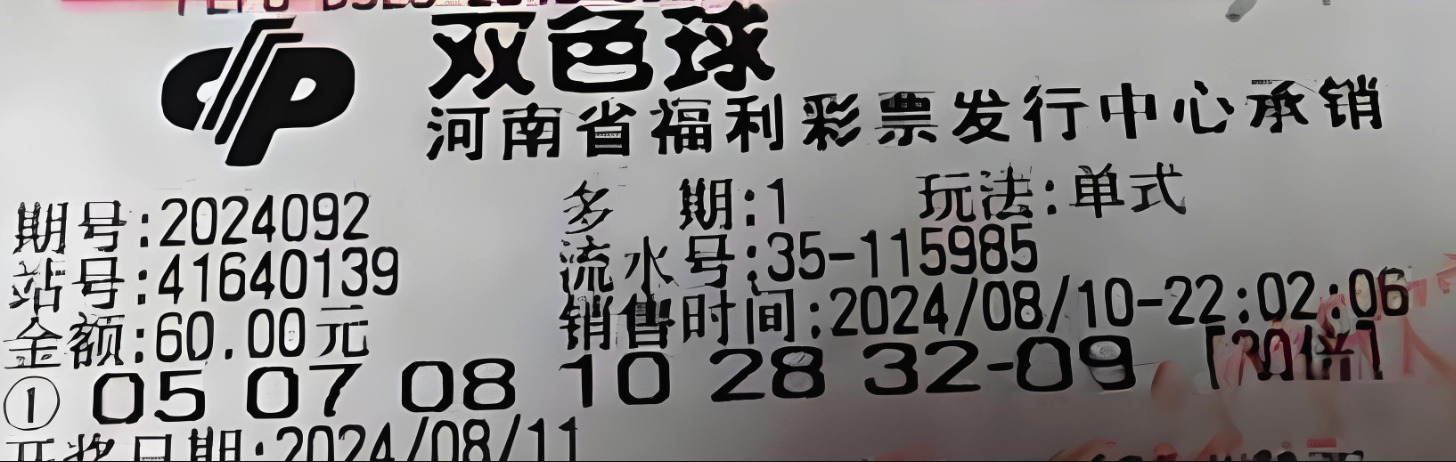 双色球
河南省福利彩票发行中心承销
期号:2024092 多 期:1 玩法:单式
站号:41640139 流水号:35-115985
金额:60.00元 销售时间:2024/08/10-22:02:06
① 05 07 08 10 28 32-09 [30倍]
开奖日期:2024/08/11